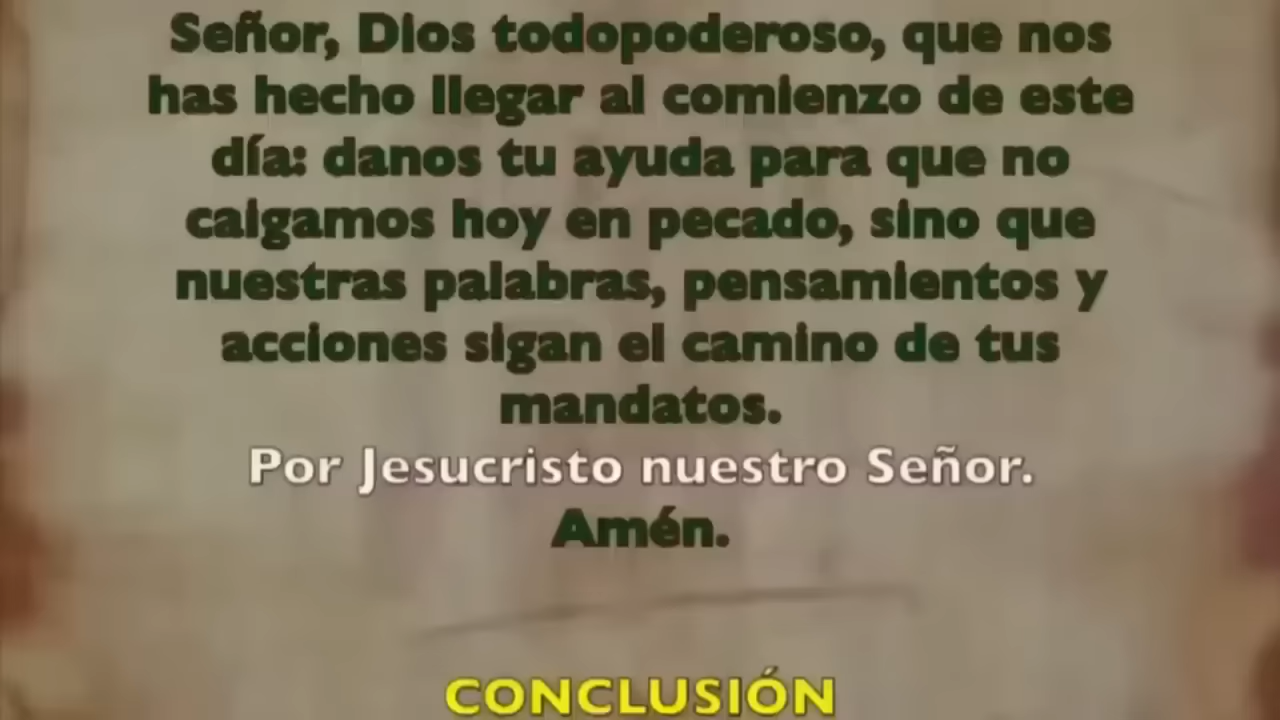 Señor, Dios todopoderoso, que nos
has hecho llegar al comienzo de este
día: danos tu ayuda para que no
caigamos hoy en pecado, sino que
nuestras palabras, pensamientos y
acciones sigan el camino de tus
mandatos.
Por Jesucristo nuestro Señor.
Amén.
CONCLUSIÓN